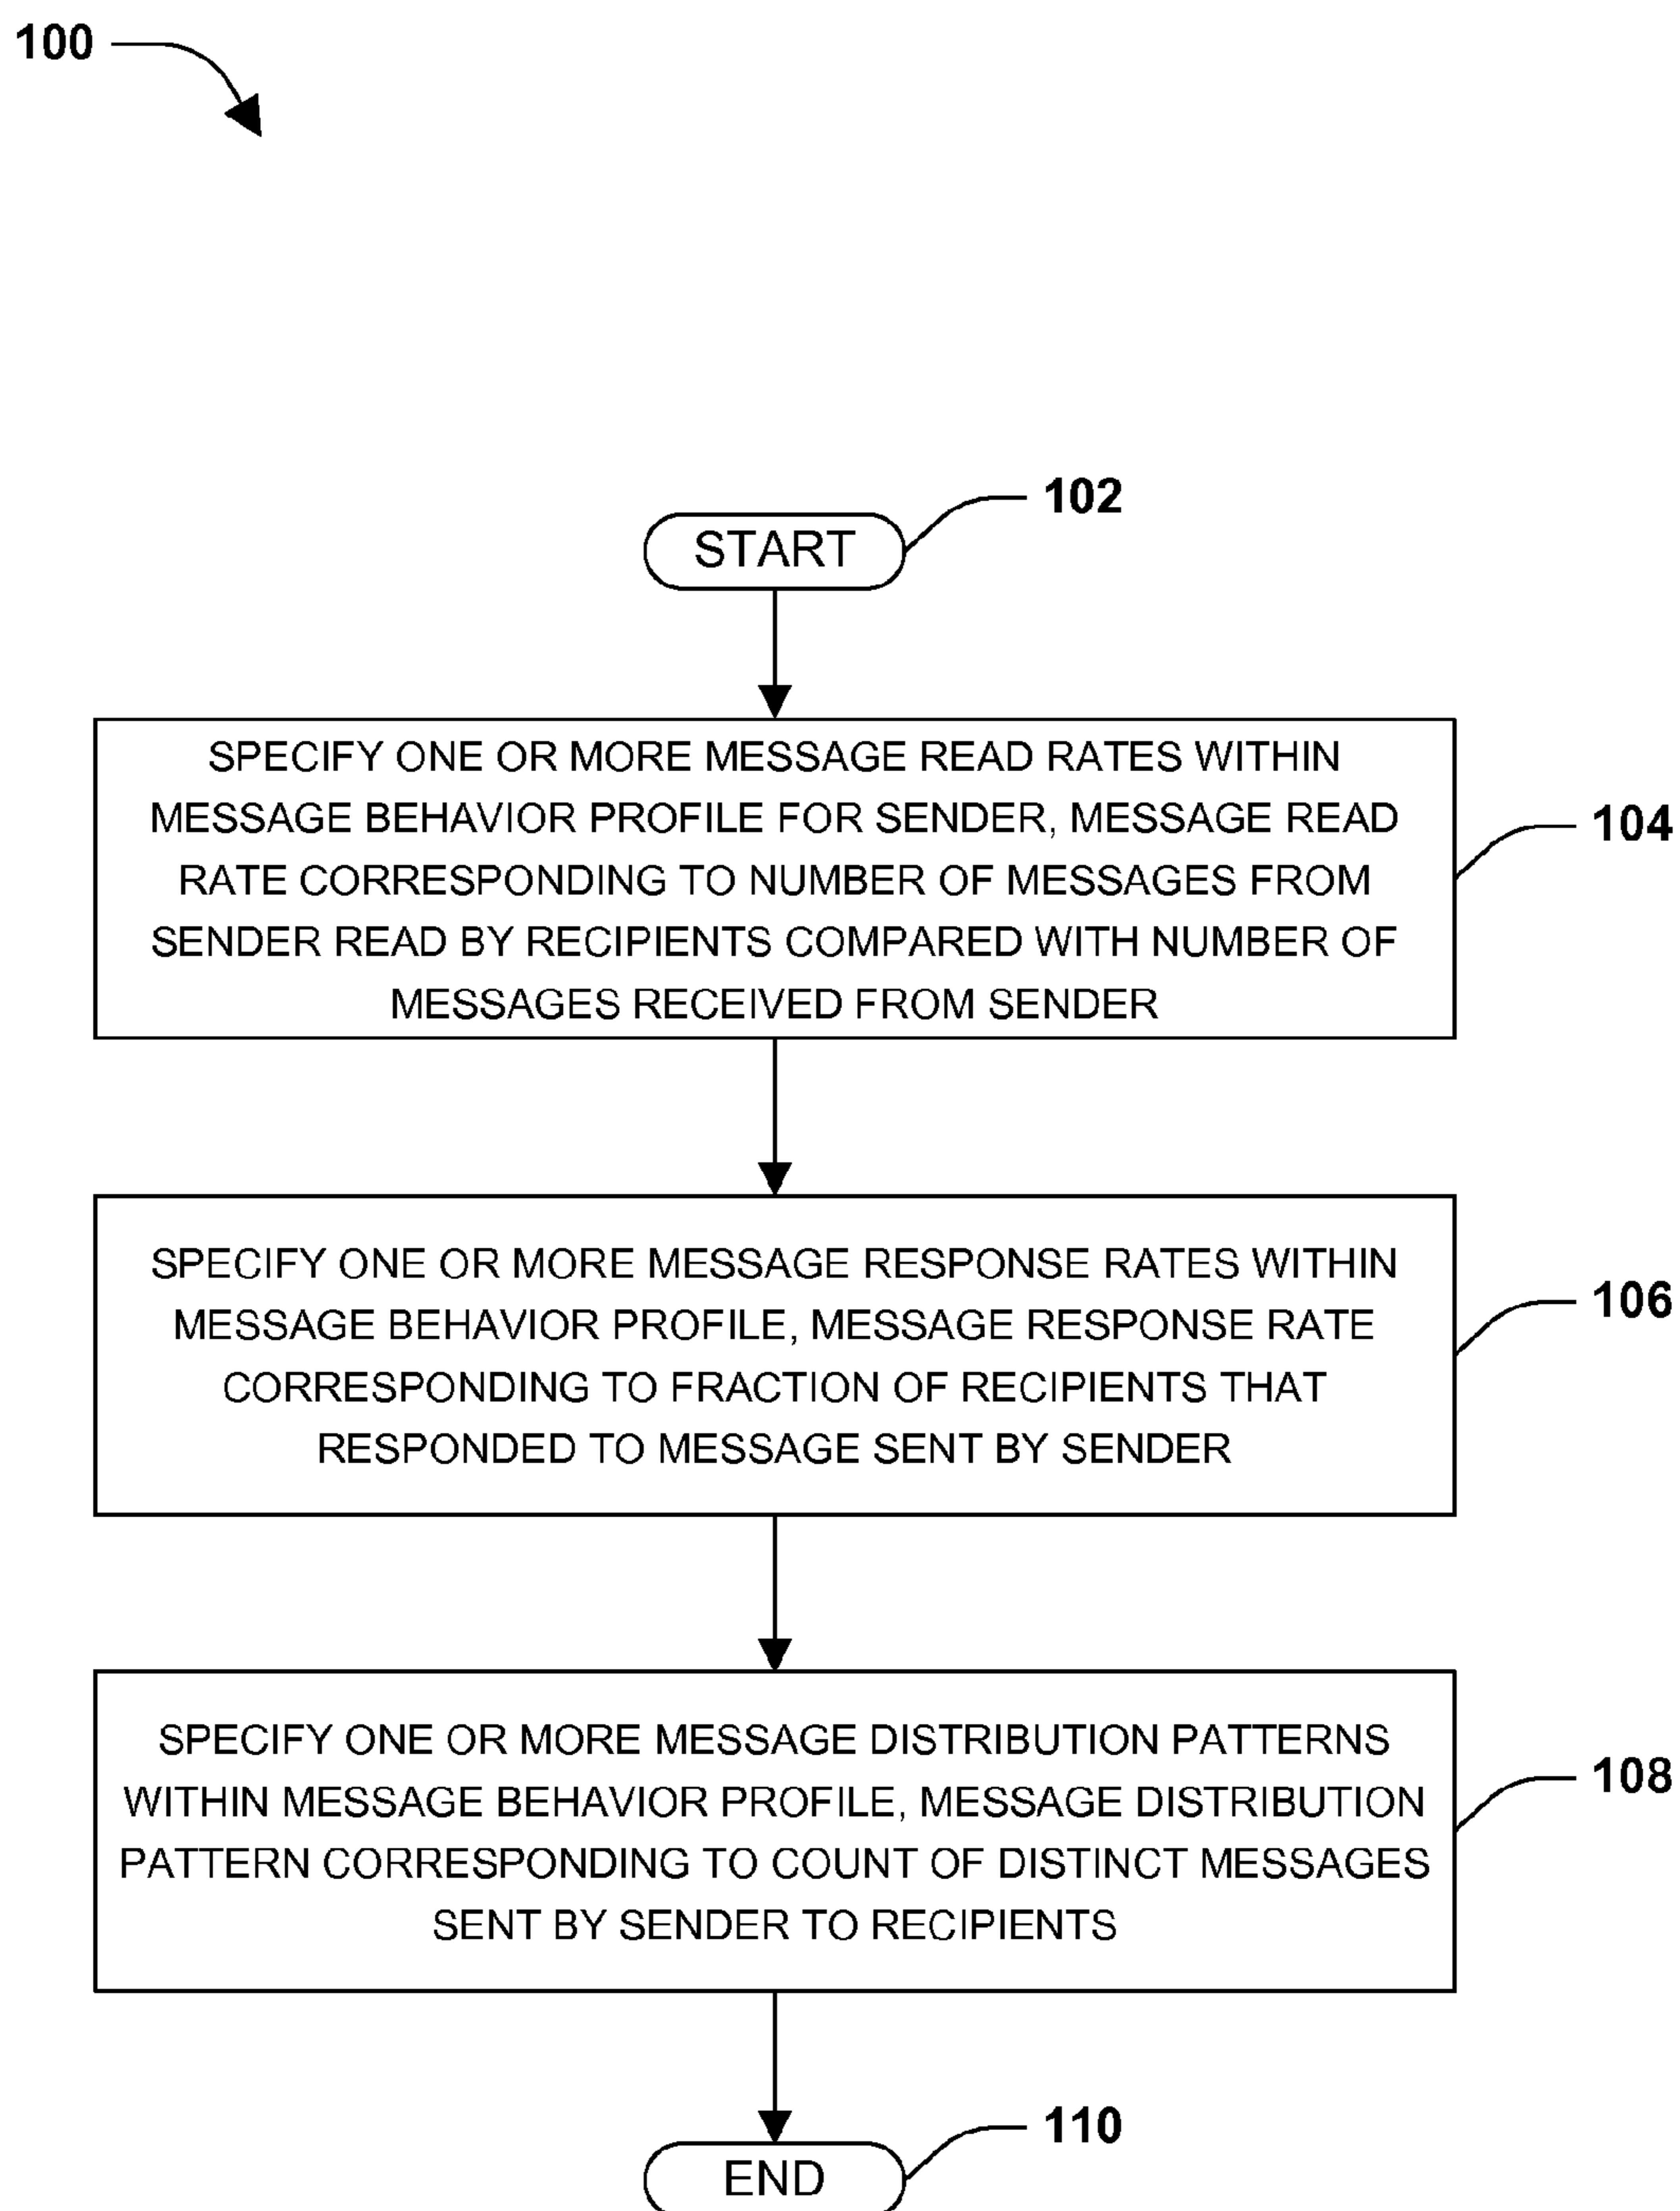 100
102
START
SPECIFY ONE OR MORE MESSAGE READ RATES WITHIN
MESSAGE BEHAVIOR PROFILE FOR SENDER, MESSAGE READ
RATE CORRESPONDING TO NUMBER OF MESSAGES FROM
SENDER READ BY RECIPIENTS COMPARED WITH NUMBER OF
MESSAGES RECEIVED FROM SENDER
104
SPECIFY ONE OR MORE MESSAGE RESPONSE RATES WITHIN
MESSAGE BEHAVIOR PROFILE, MESSAGE RESPONSE RATE
CORRESPONDING TO FRACTION OF RECIPIENTS THAT
RESPONDED TO MESSAGE SENT BY SENDER
106
SPECIFY ONE OR MORE MESSAGE DISTRIBUTION PATTERNS
WITHIN MESSAGE BEHAVIOR PROFILE, MESSAGE DISTRIBUTION
PATTERN CORRESPONDING TO COUNT OF DISTINCT MESSAGES
SENT BY SENDER TO RECIPIENTS
108
110
END